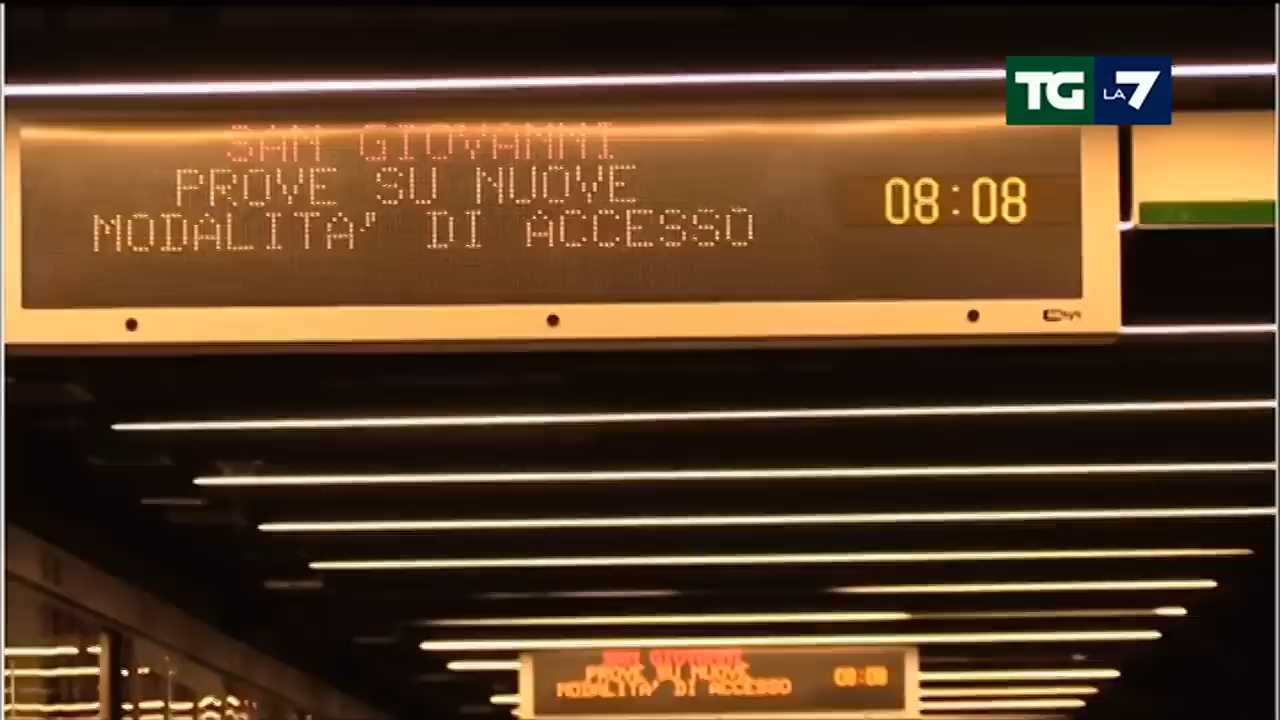 TG LA7
SAN GIOVANNI
PROVE SU NUOVE
MODALITA' DI ACCESSO
08:08
SAN GIOVANNI
PROVE SU NUOVE
MODALITA' DI ACCESSO
08:08